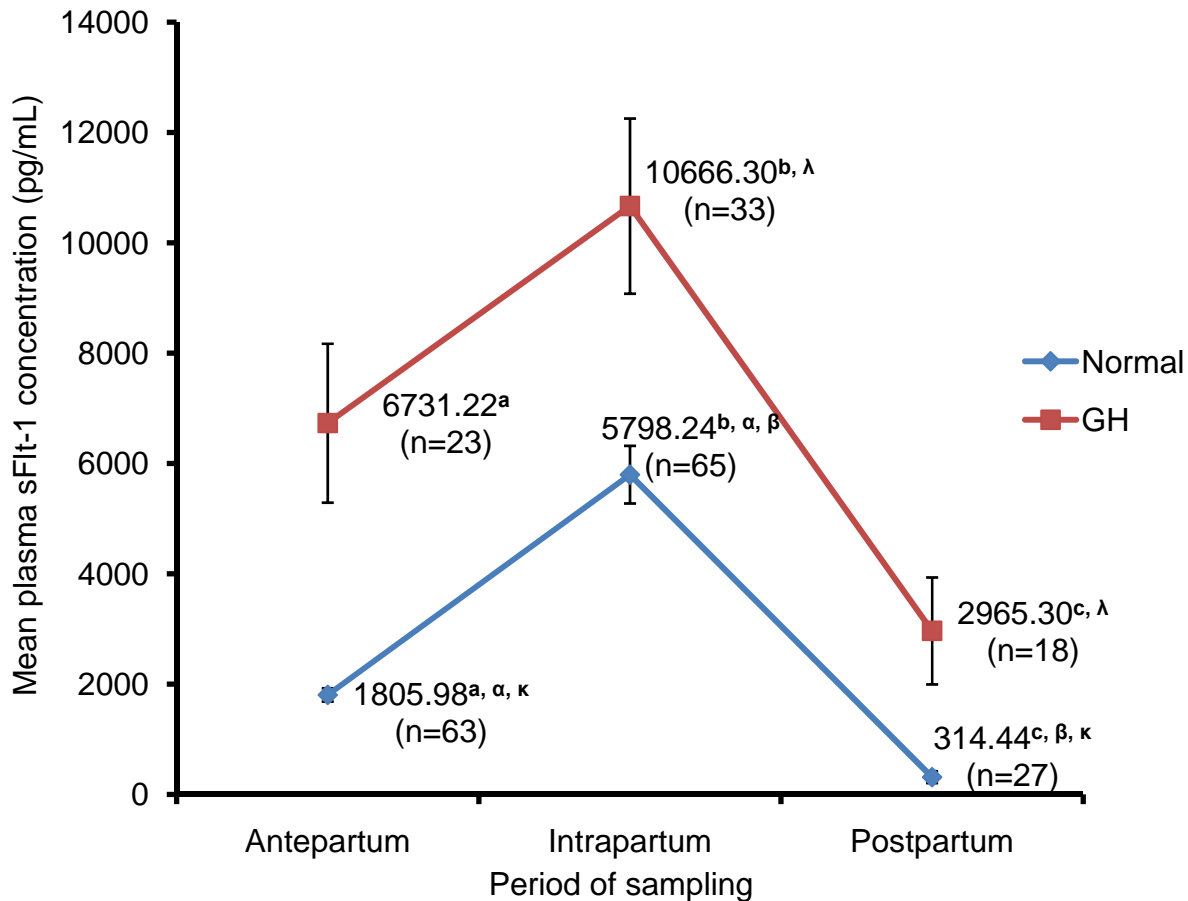 Mean plasma sFlt-1 concentration (pg/mL)
14000
12000
10000
8000
6000
4000
2000
0
10666.30b, λ
(n=33)
6731.22a
(n=23)
5798.24b, α, β
(n=65)
2965.30c, λ
(n=18)
1805.98a, α, κ
(n=63)
314.44c, β, κ
(n=27)
Normal
GH
Antepartum
Intrapartum
Postpartum
Period of sampling